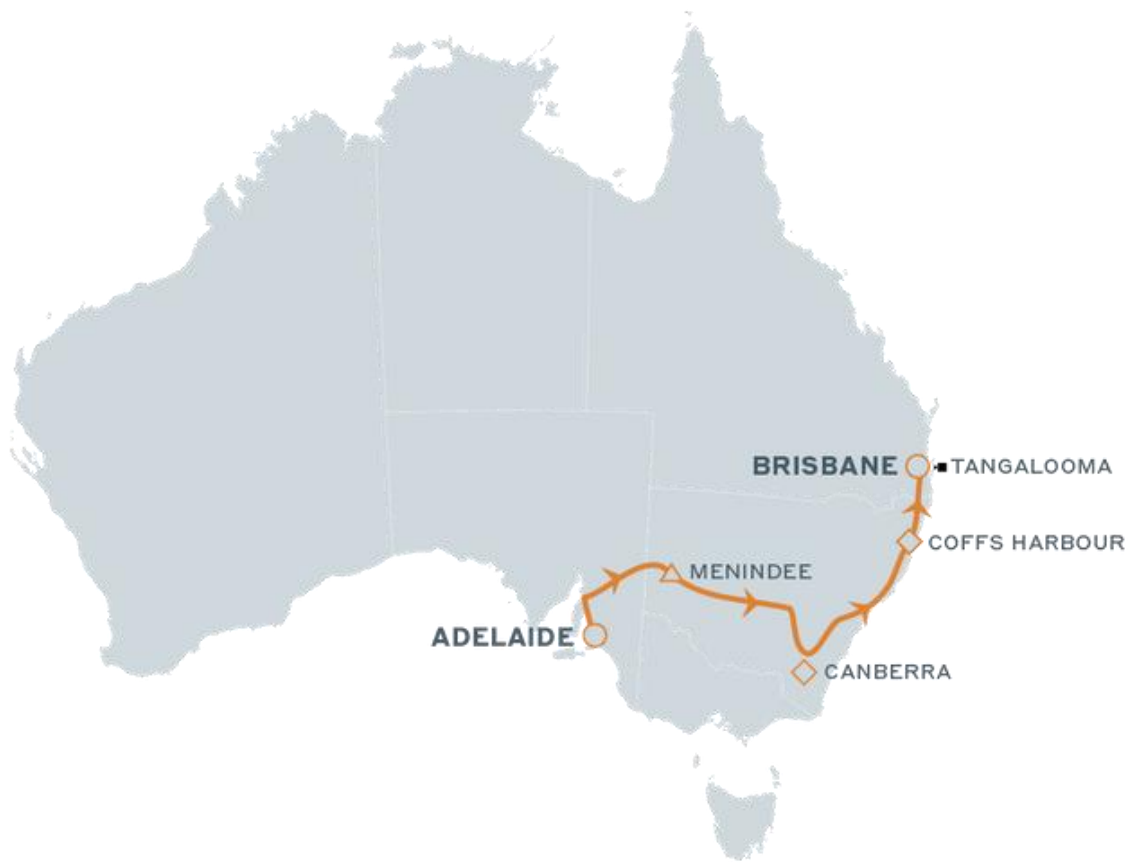 BRISBANE
TANGALOOMA
COFFS HARBOUR
MENINDEE
ADELAIDE
CANBERRA